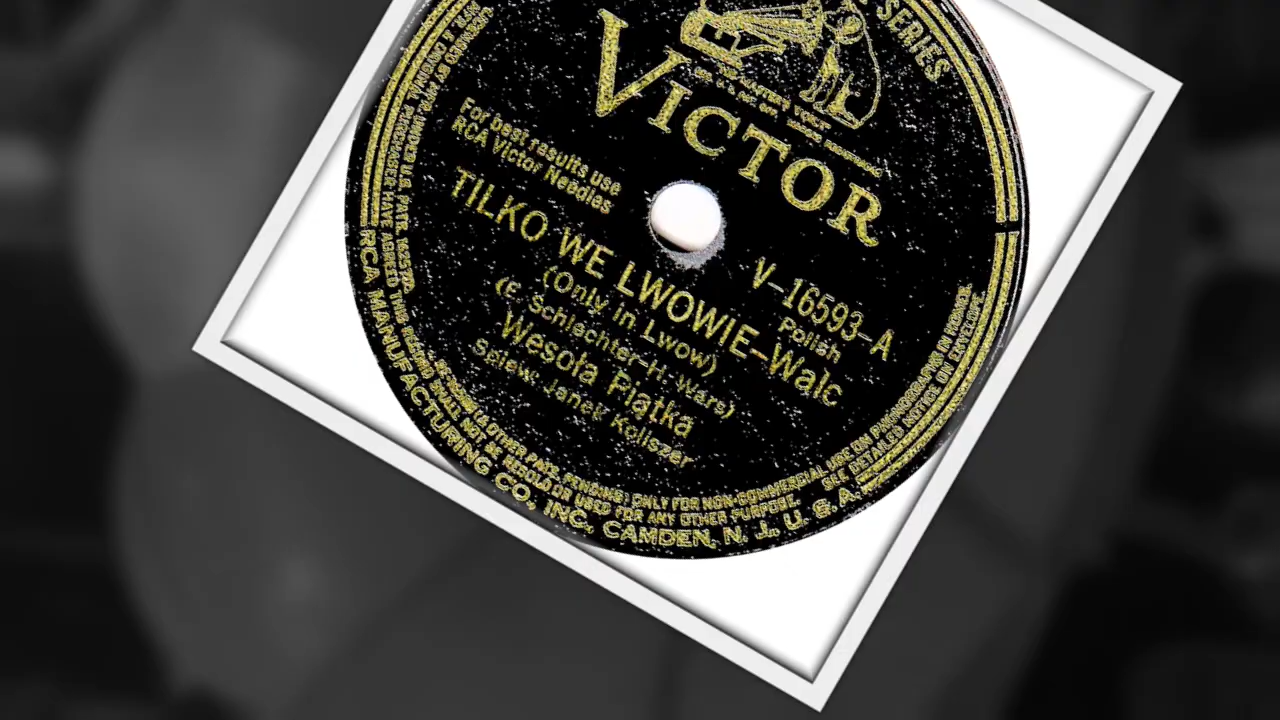 SERIES
VICTOR
For best results use
RCA Victor Needles
V-16593-A
Polish
TILKO WE LWOWIE-Walc
(Only in Lwow)
(E. Schlechter-H. Wars)
Wesoła Piątka
Śpiew: Janek Koliszer
ONLY FOR NON-COMMERCIAL USE ON PHONOGRAPHS IN HOMES.
SHALL NOT BE RESOLD OR USED FOR ANY OTHER PURPOSE. SEE DETAILED NOTICE ON ENVELOPE.
RCA MANUFACTURING CO., INC., CAMDEN, N. J., U. S. A.